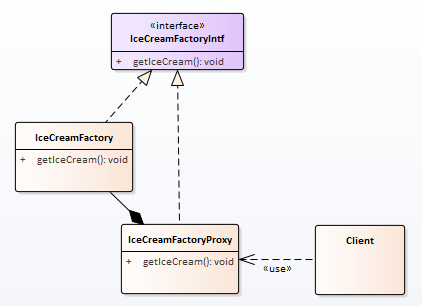 «interface»
IceCreamFactoryIntf
+ getIceCream(): void
IceCreamFactory
+ getIceCream(): void
IceCreamFactoryProxy
+ getIceCream(): void
Client
«use»